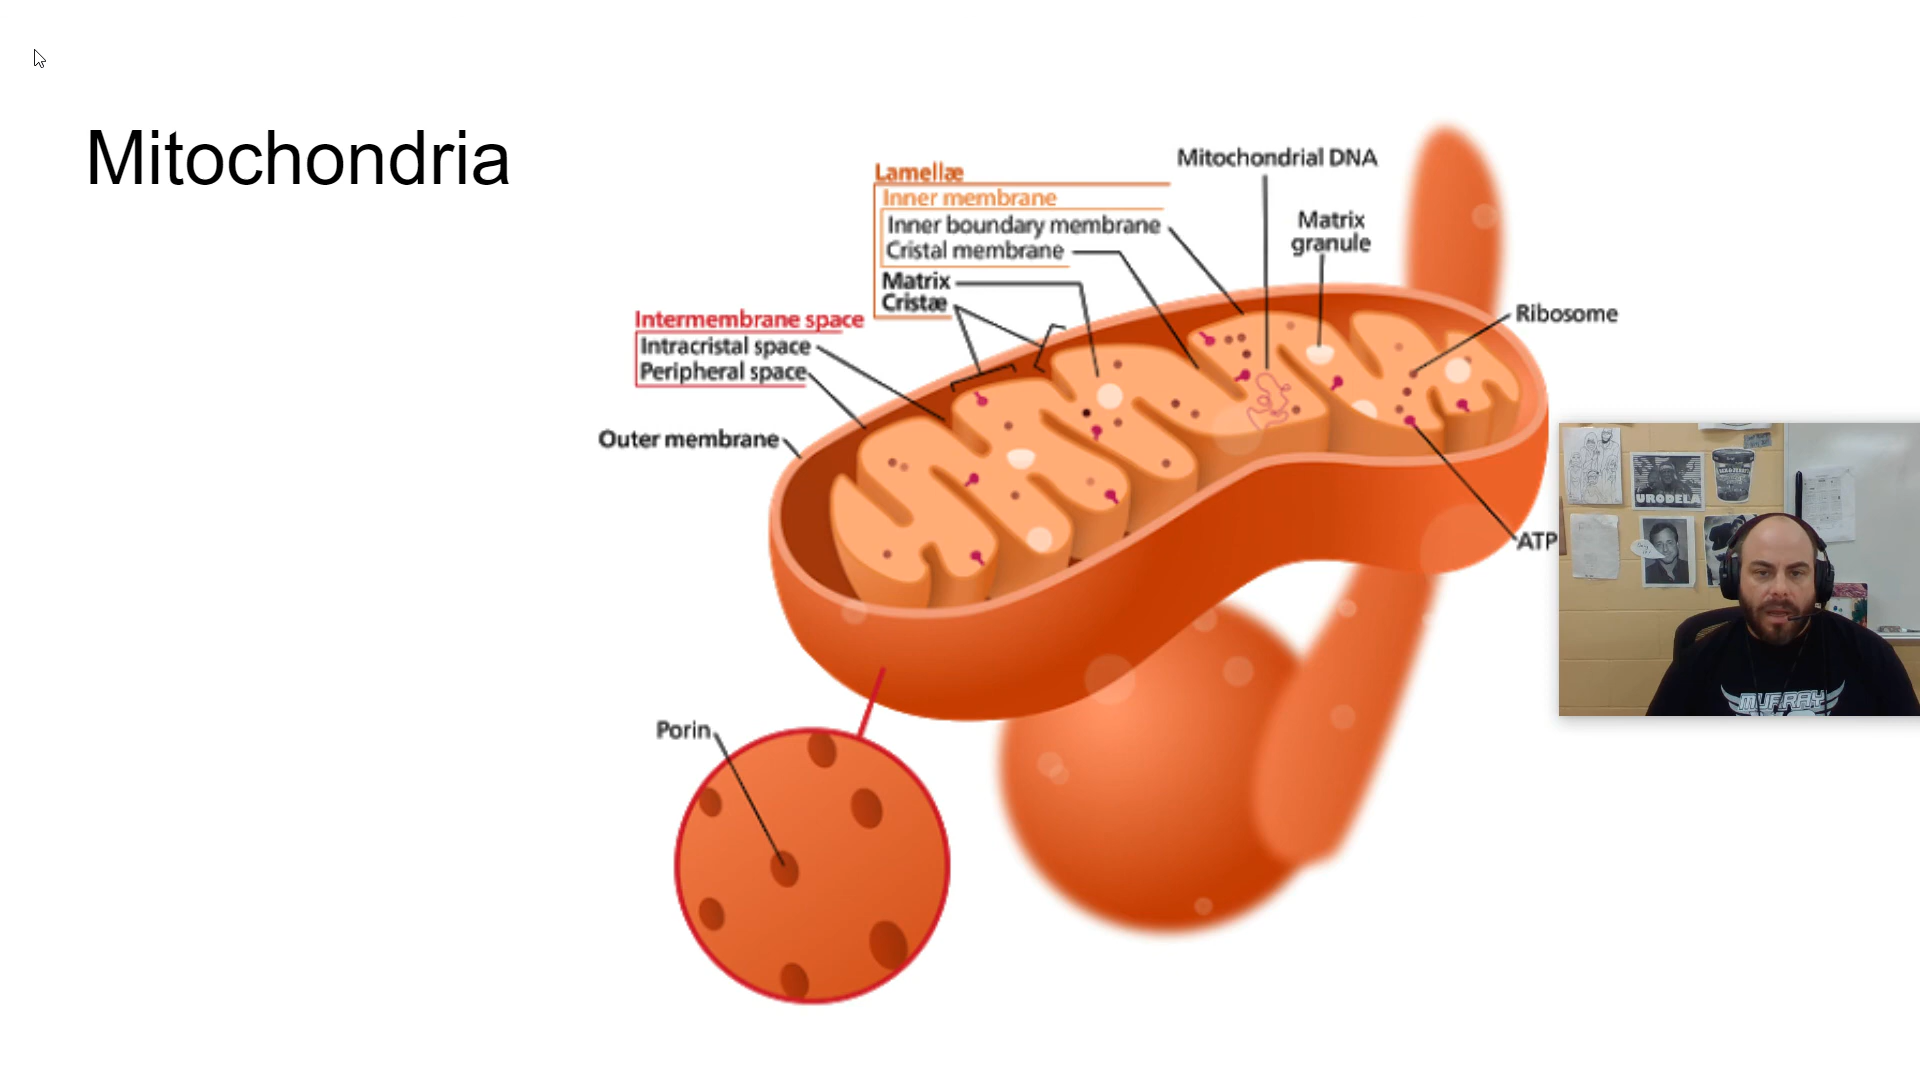 Mitochondria
Mitochondrial DNA
Lamellæ
Inner membrane
Inner boundary membrane
Cristal membrane
Matrix
Cristæ
Matrix
granule
Intermembrane space
Intracristal space
Peripheral space
Ribosome
Outer membrane
ATP
Porin
URODELA
MURRAY